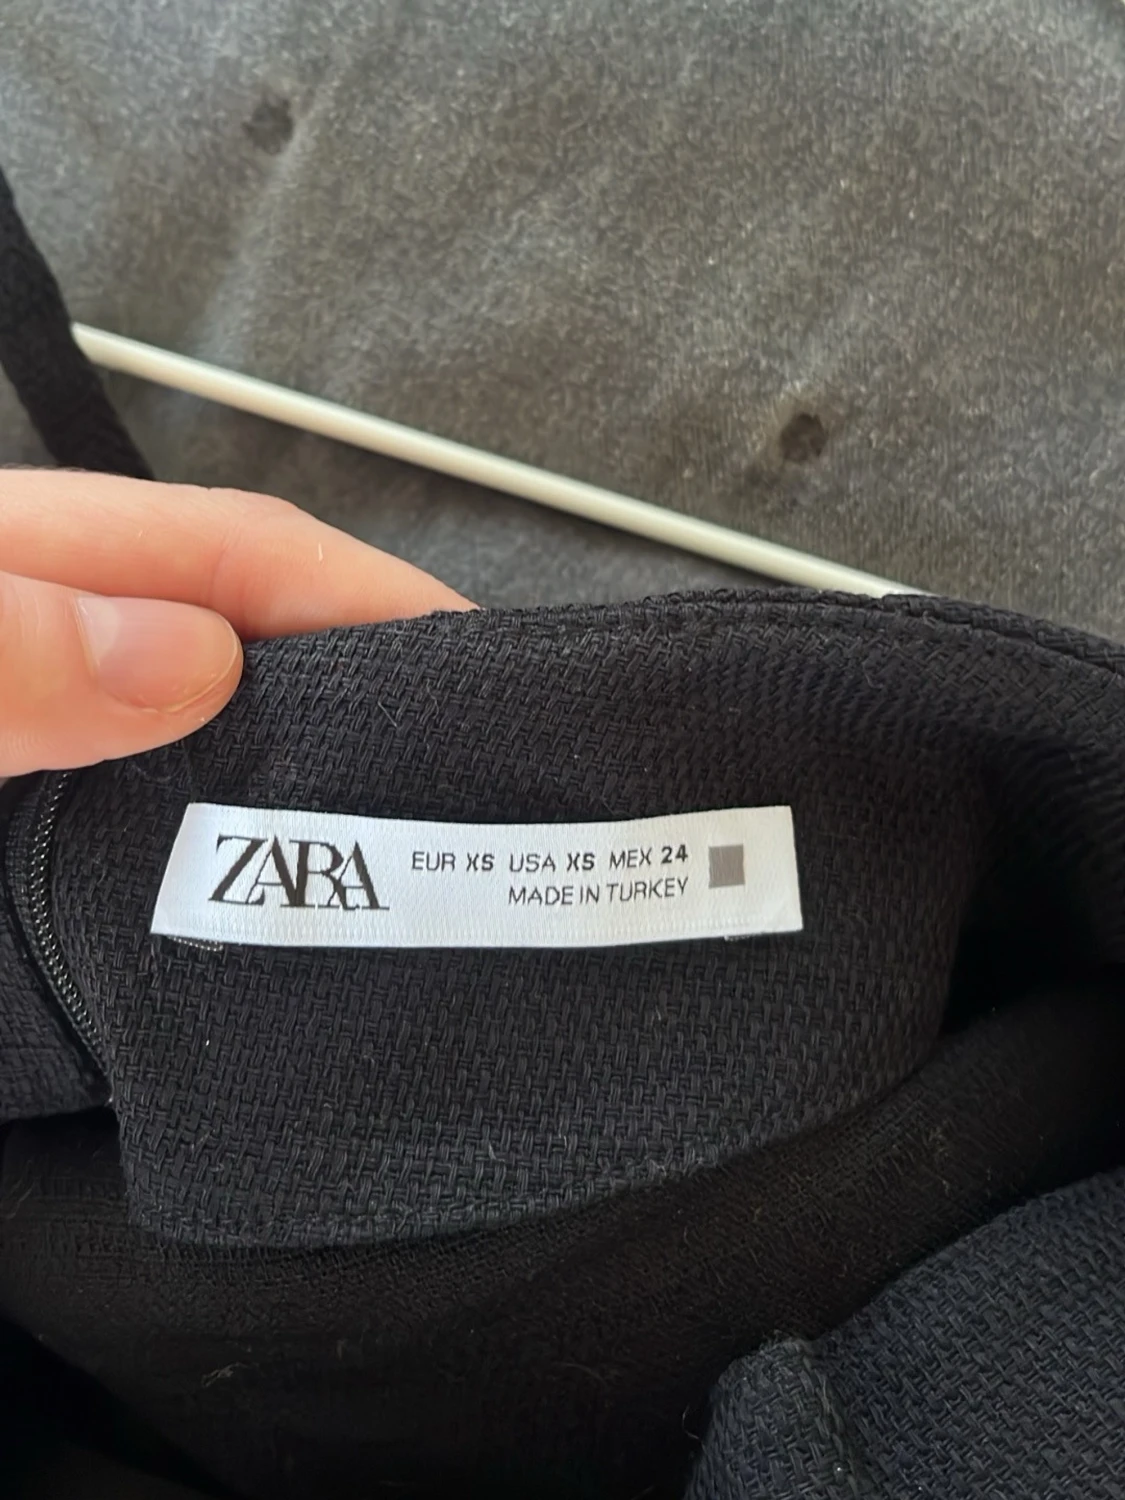 ZARA
EUR XS USA XS MEX 24
MADE IN TURKEY